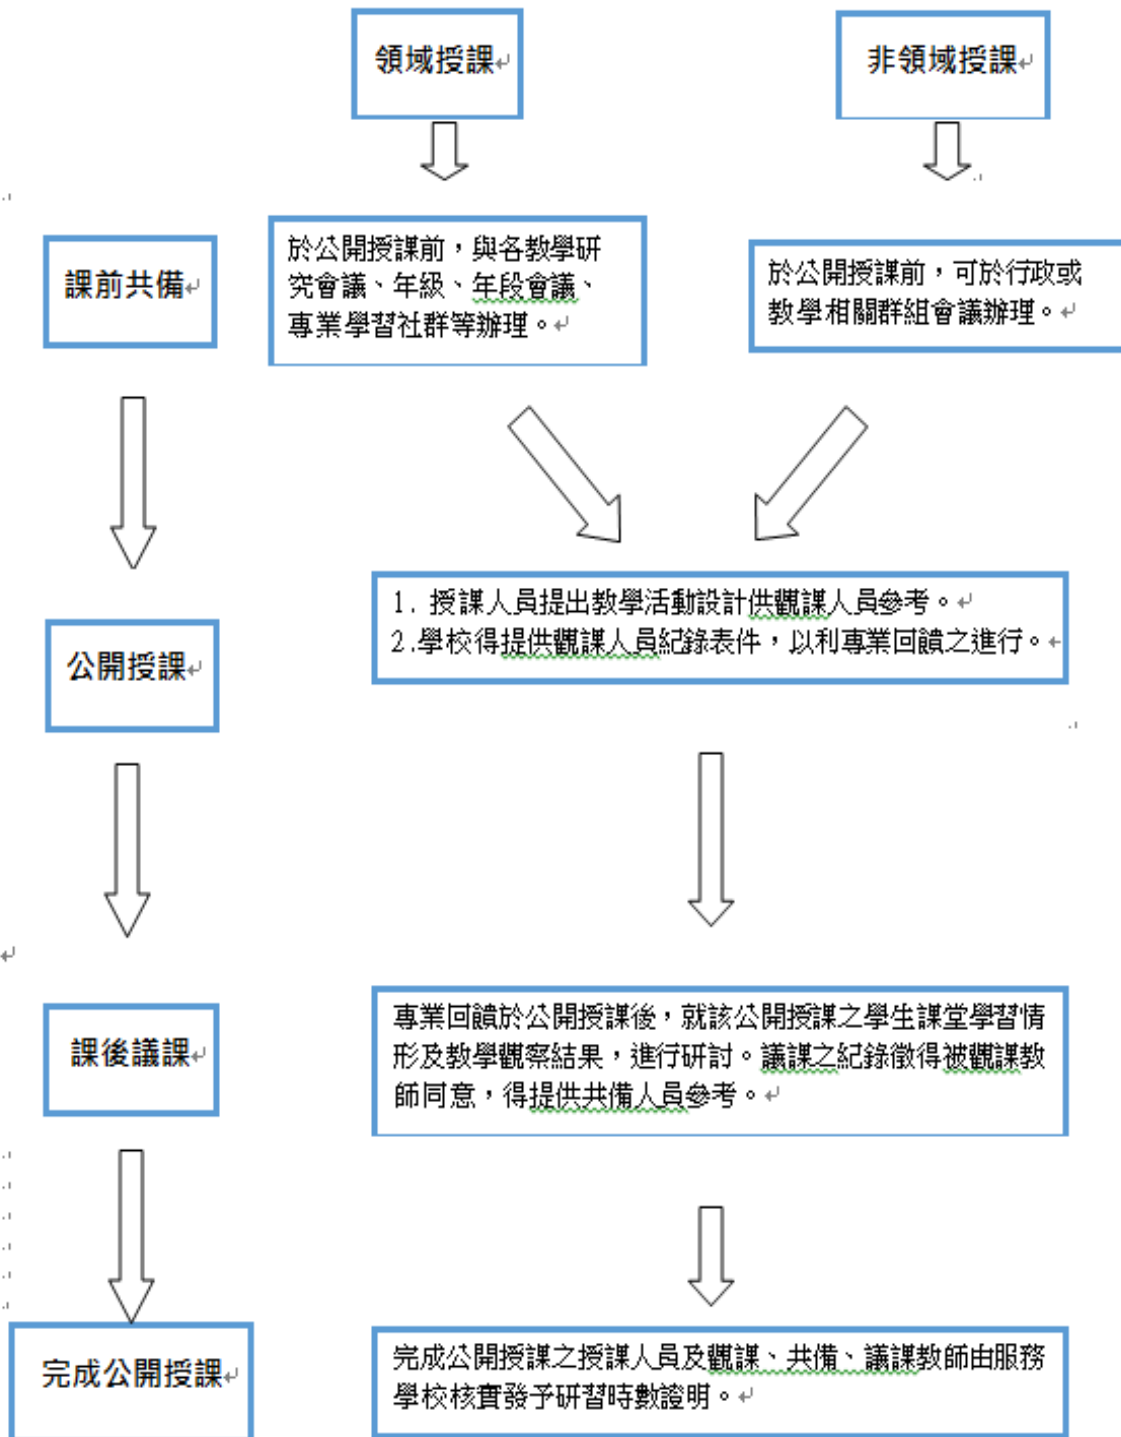 領域授課
非領域授課
課前共備
於公開授課前，與各教學研
究會議、年級、年段會議、
專業學習社群等辦理。
於公開授課前，可於行政或
教學相關群組會議辦理。
公開授課
1. 授課人員提出教學活動設計供觀課人員參考。
2.學校得提供觀課人員紀錄表件，以利專業回饋之進行。
課後議課
專業回饋於公開授課後，就該公開授課之學生課堂學習情
形及教學觀察結果，進行研討。議課之紀錄徵得被觀課教
師同意，得提供共備人員參考。
完成公開授課
完成公開授課之授課人員及觀課、共備、議課教師由服務
學校核實發予研習時數證明。